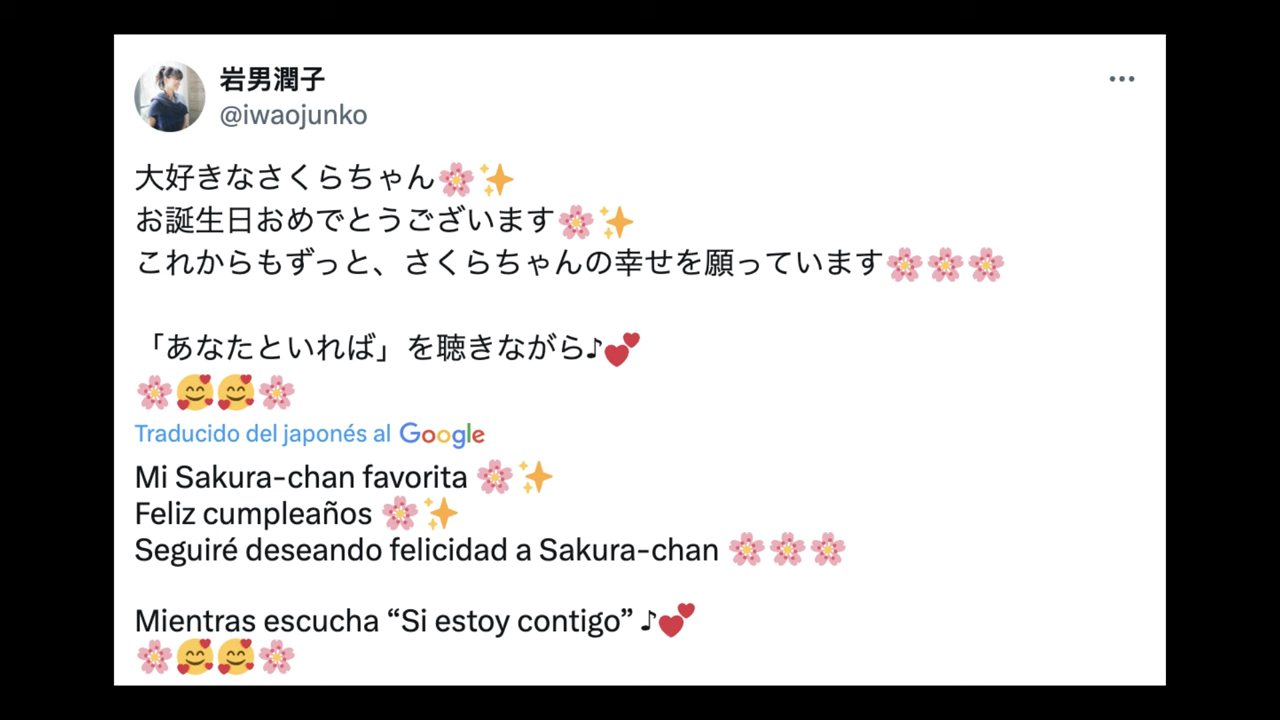 岩男潤子
@iwaojunko
大好きなさくらちゃん🌸✨
お誕生日おめでとうございます🌸✨
これからもずっと、さくらちゃんの幸せを願っています🌸🌸🌸
「あなたといれば」を聴きながら♪💕
🌸🥰🥰🌸
Traducido del japonés al Google
Mi Sakura-chan favorita 🌸✨
Feliz cumpleaños 🌸✨
Seguiré deseando felicidad a Sakura-chan 🌸🌸🌸
Mientras escucha “Si estoy contigo” ♪💕
🌸🥰🥰🌸